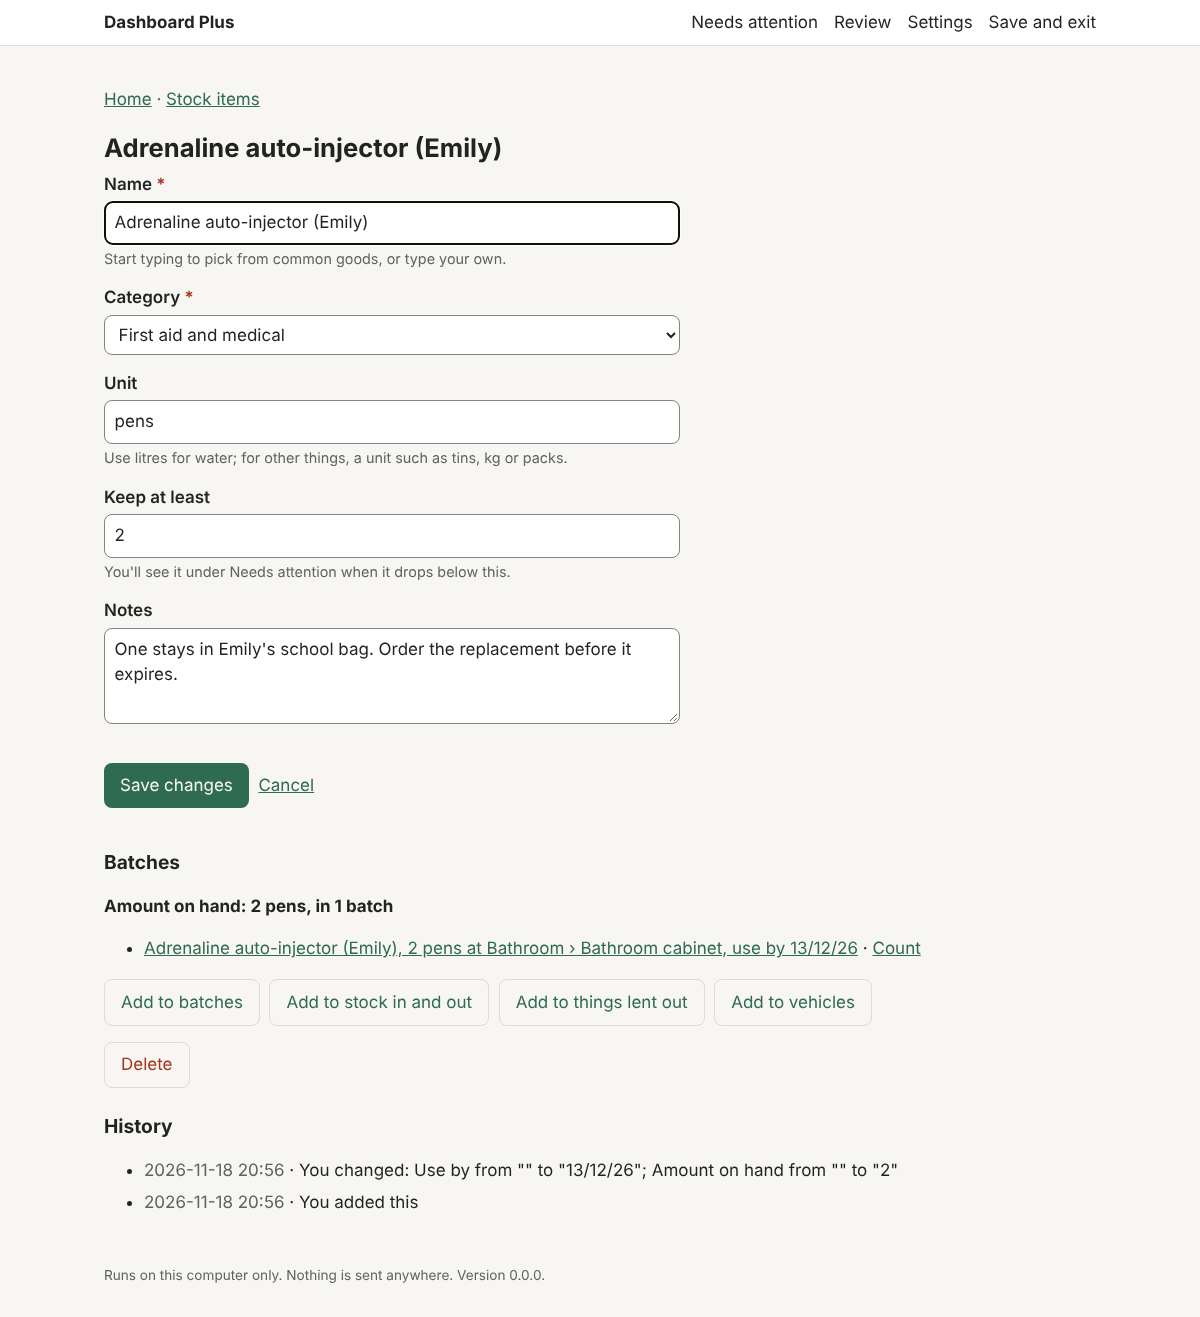 Dashboard Plus
Needs attention Review Settings Save and exit
Home · Stock items
Adrenaline auto-injector (Emily)
Name *
Adrenaline auto-injector (Emily)
Start typing to pick from common goods, or type your own.
Category *
First aid and medical
Unit
pens
Use litres for water; for other things, a unit such as tins, kg or packs.
Keep at least
2
You'll see it under Needs attention when it drops below this.
Notes
One stays in Emily's school bag. Order the replacement before it
expires.
Save changes Cancel
Batches
Amount on hand: 2 pens, in 1 batch
Adrenaline auto-injector (Emily), 2 pens at Bathroom › Bathroom cabinet, use by 13/12/26 · Count
Add to batches Add to stock in and out Add to things lent out Add to vehicles
Delete
History
2026-11-18 20:56 · You changed: Use by from "" to "13/12/26"; Amount on hand from "" to "2"
2026-11-18 20:56 · You added this
Runs on this computer only. Nothing is sent anywhere. Version 0.0.0.